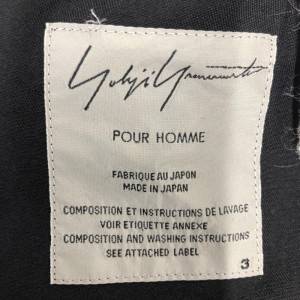 Yohji Yamamoto
POUR HOMME
FABRIQUE AU JAPON
MADE IN JAPAN
COMPOSITION ET INSTRUCTIONS DE LAVAGE
VOIR ETIQUETTE ANNEXE
COMPOSITION AND WASHING INSTRUCTIONS
SEE ATTACHED LABEL
3